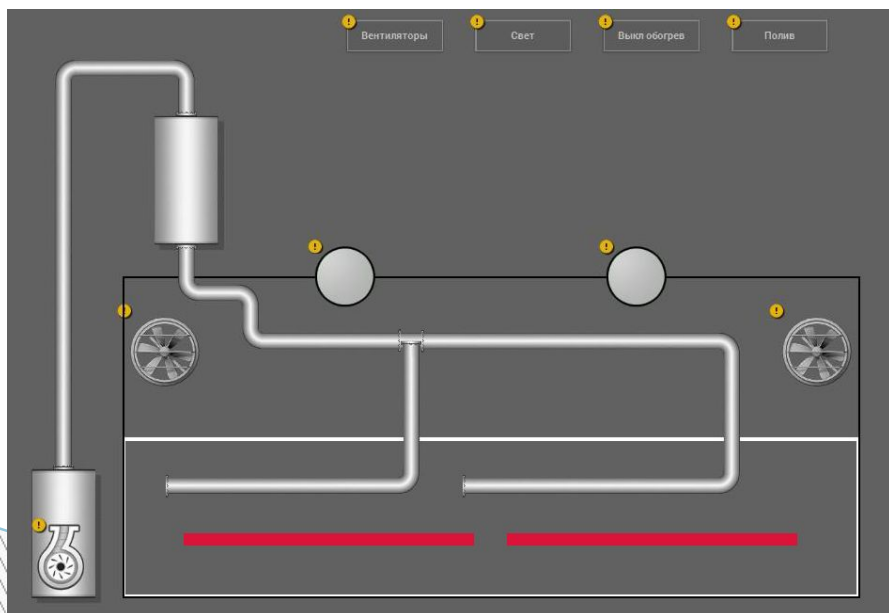 Вентиляторы
Свет
Выкл обогрев
Полив